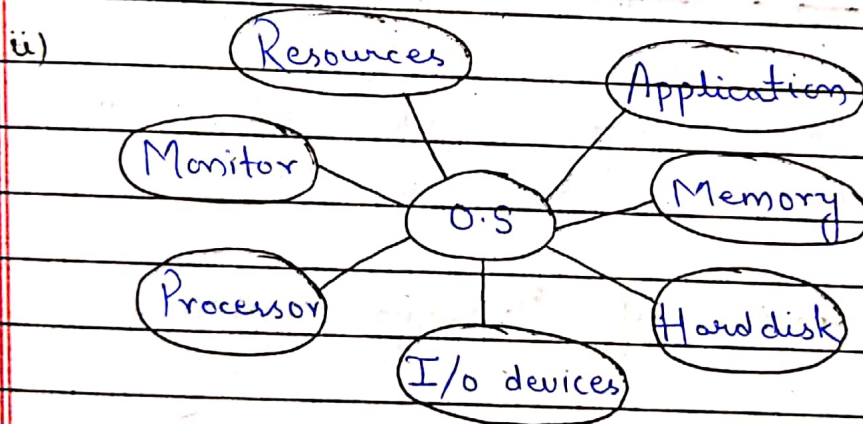 ii)
Resources
Application
Monitor
Memory
O.S
Processor
Hard disk
I/o devices